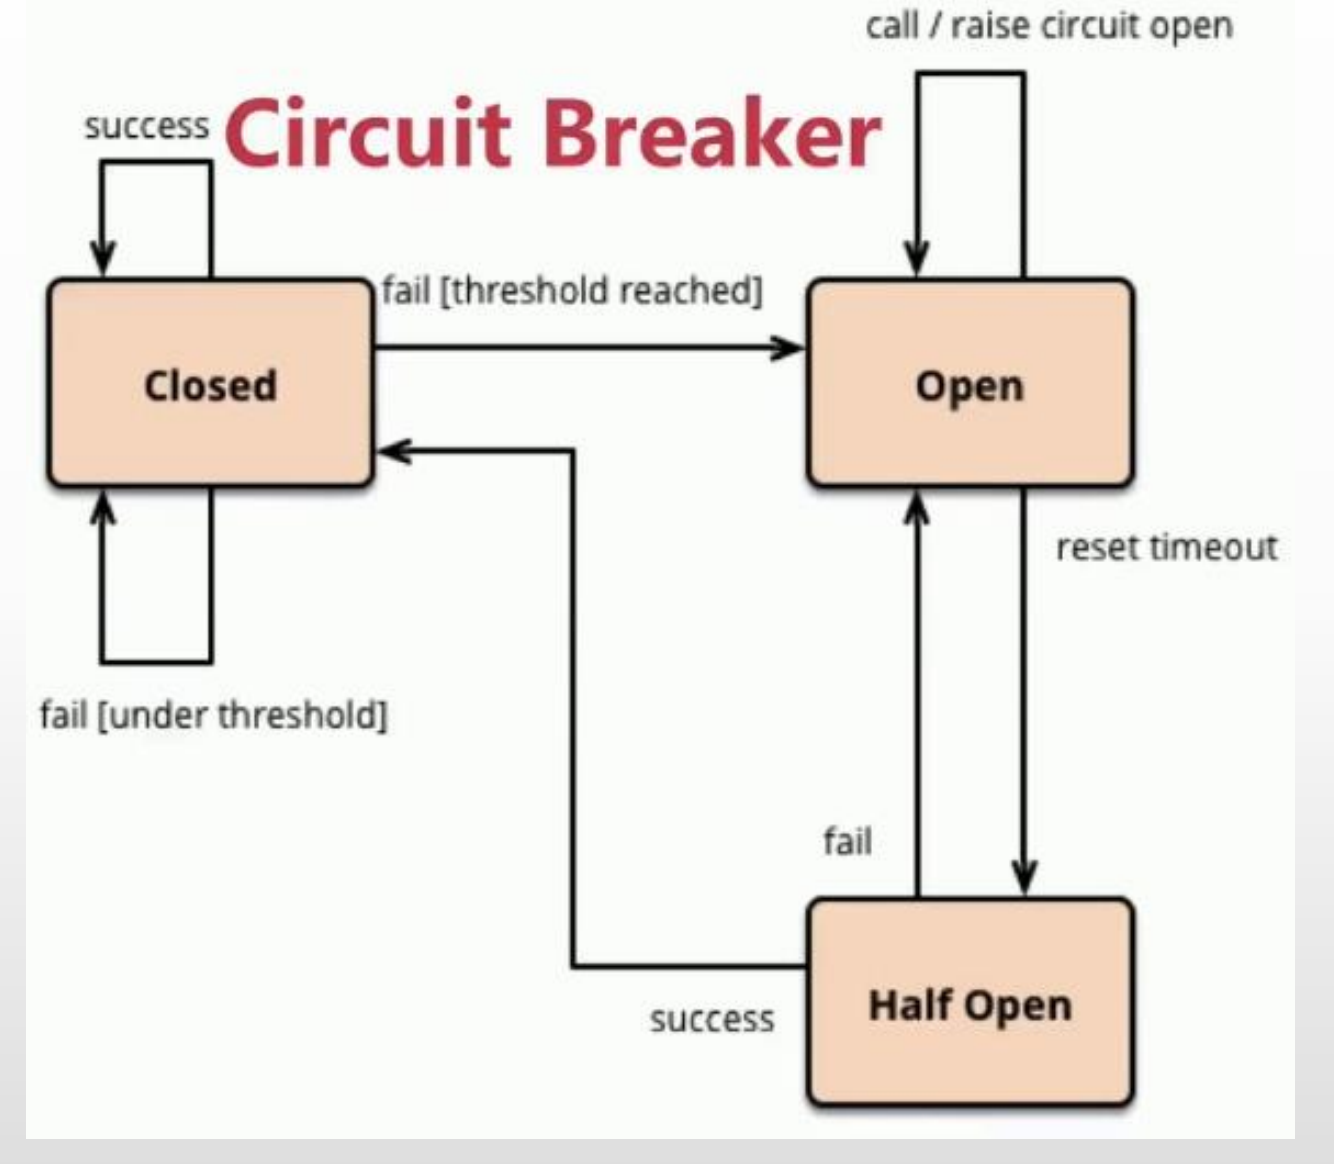 call / raise circuit open
success
Circuit Breaker
fail [threshold reached]
Closed
Open
reset timeout
fail [under threshold]
fail
Half Open
success